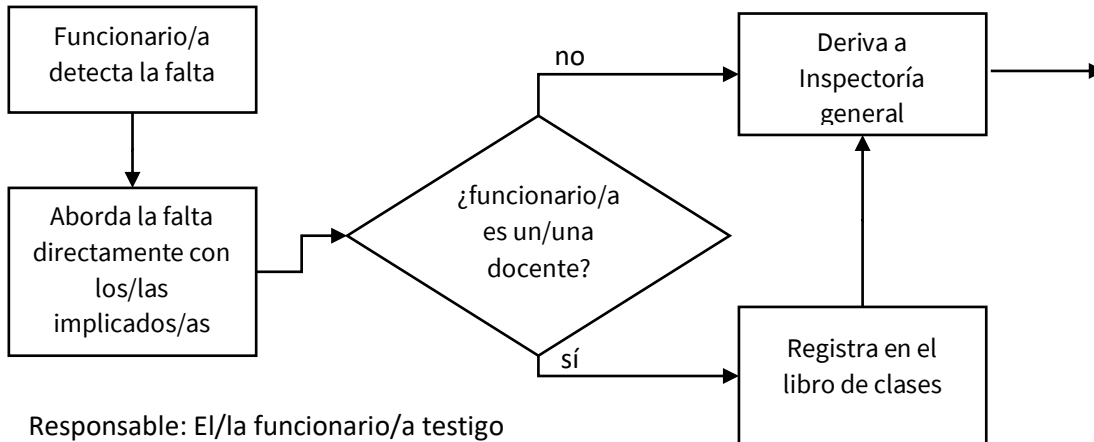 Funcionario/a
detecta la falta
Aborda la falta
directamente con
los/las
implicados/as
¿funcionario/a
es un/una
docente?
no
sí
Deriva a
Inspectoría
general
Registra en el
libro de clases
Responsable: El/la funcionario/a testigo